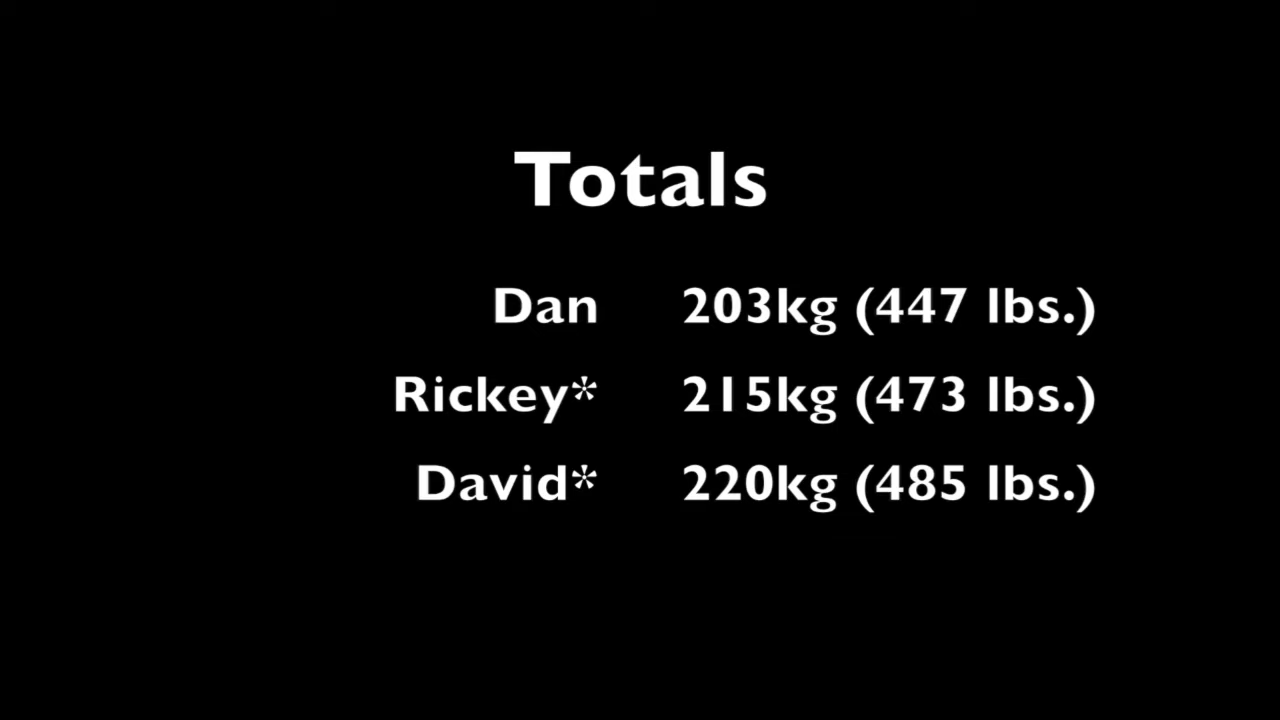 Totals
Dan 203kg (447 lbs.)
Rickey* 215kg (473 lbs.)
David* 220kg (485 lbs.)